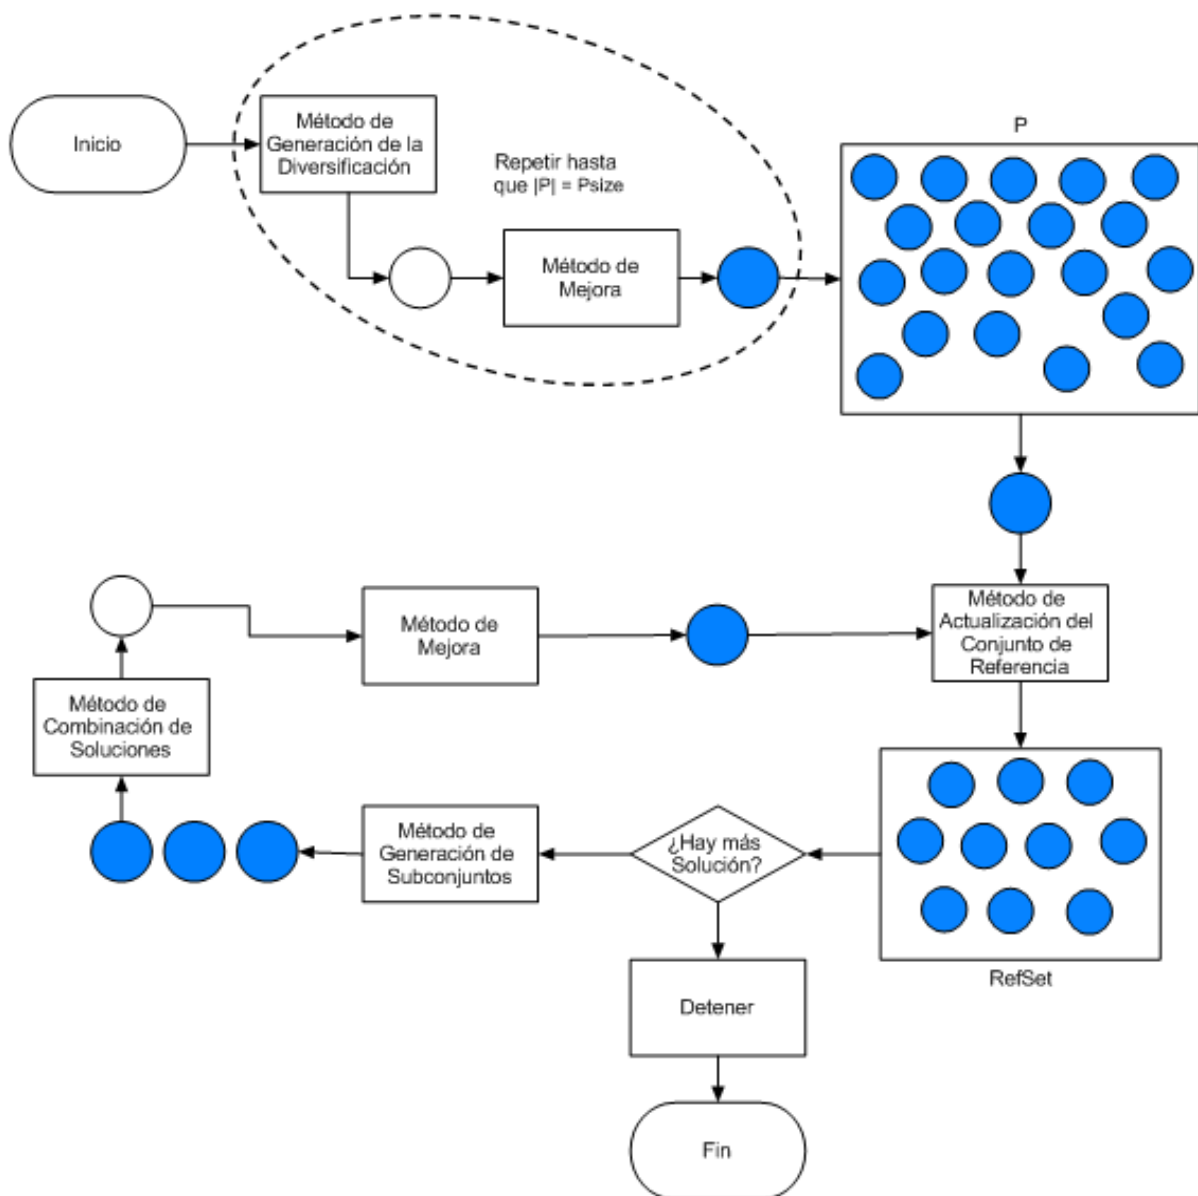 Inicio
Método de
Generación de la
Diversificación
Repetir hasta
que |P| = Psize
Método de
Mejora
P
Método de
Actualización del
Conjunto de
Referencia
Método de
Mejora
Método de
Combinación de
Soluciones
Método de
Generación de
Subconjuntos
¿Hay más
Solución?
RefSet
Detener
Fin